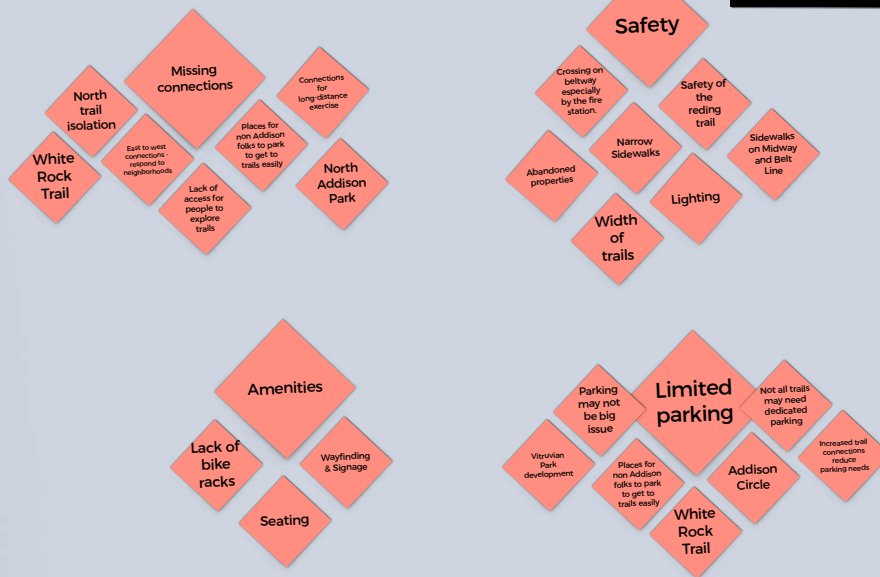 Missing
connections
North
trail
isolation
White
Rock
Trail
East to west
connections -
respond to
neighborhoods
Lack of
access for
people to
explore
trails
Places for
non Addison
folks to park
to get to
trails easily
Connections
for
long-distance
exercise
North
Addison
Park
Safety
Crossing on
beltway
especially
by the fire
station.
Safety of
the
reding
trail
Narrow
Sidewalks
Sidewalks
on Midway
and Belt
Line
Abandoned
properties
Lighting
Width
of
trails
Amenities
Lack of
bike
racks
Wayfinding
& Signage
Seating
Limited
parking
Parking
may not
be big
issue
Not all trails
may need
dedicated
parking
Vitruvian
Park
development
Places for
non Addison
folks to park
to get to
trails easily
Addison
Circle
Increased trail
connections
reduce
parking needs
White
Rock
Trail